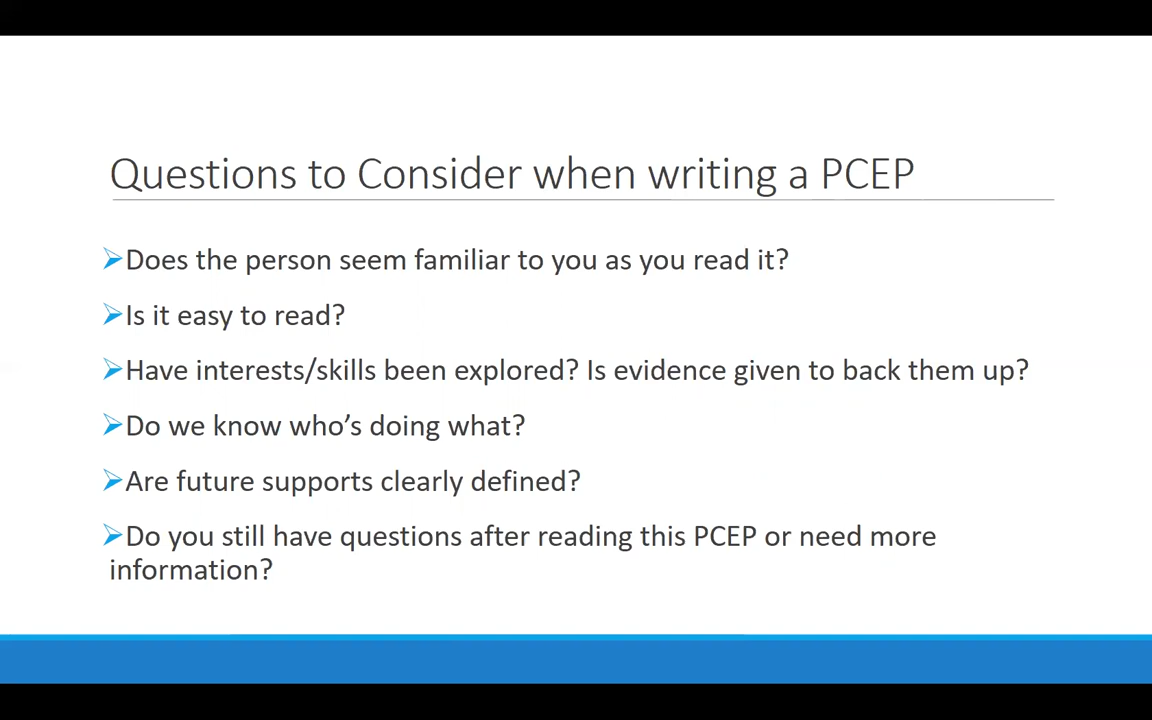 Questions to Consider when writing a PCEP
➢Does the person seem familiar to you as you read it?
➢Is it easy to read?
➢Have interests/skills been explored? Is evidence given to back them up?
➢Do we know who’s doing what?
➢Are future supports clearly defined?
➢Do you still have questions after reading this PCEP or need more
information?